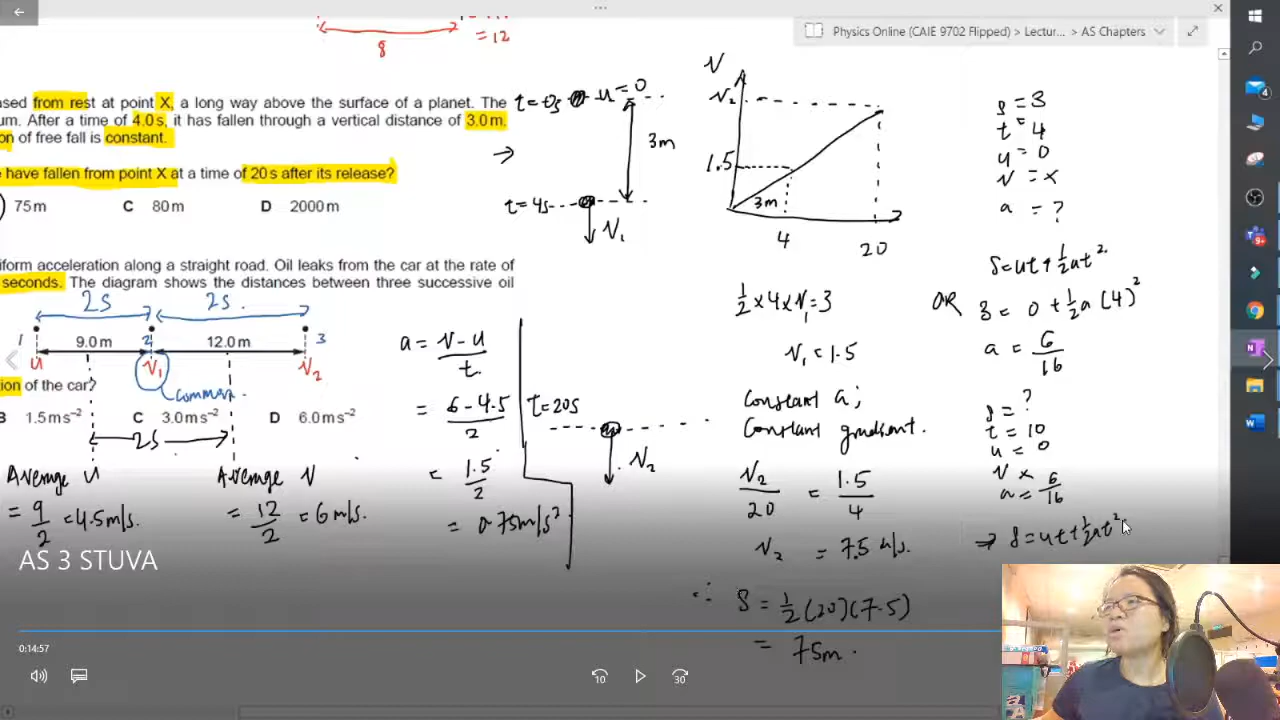 8
= 12
Physics Online (CAIE 9702 Flipped) > Lectur... > AS Chapters
ased from rest at point X, a long way above the surface of a planet. The
um. After a time of 4.0 s, it has fallen through a vertical distance of 3.0 m.
on of free fall is constant.
have fallen from point X at a time of 20 s after its release?
75 m C 80 m D 2000 m
iform acceleration along a straight road. Oil leaks from the car at the rate of
seconds. The diagram shows the distances between three successive oil
2S 2S.
1 2 3
9.0 m 12.0 m
u V₁ V₂
common.
ion of the car?
B 1.5 m s⁻² C 3.0 m s⁻² D 6.0 m s⁻²
2S
Average u
= 9/2 = 4.5 m/s.
Average v
= 12/2 = 6 m/s.
a = v - u / t
= 6 - 4.5 / 2
= 1.5 / 2
= 0.75 m/s²
t = 0s u = 0
3m
t = 4s V₁
t = 20s
V₂
V
V₂
1.5
3m
4 20
½ × 4 × V₁ = 3
V₁ = 1.5
Constant a;
Constant gradient.
V₂ / 20 = 1.5 / 4
V₂ = 7.5 m/s.
∴ S = ½ (20)(7.5)
= 75m.
S = 3
t = 4
u = 0
V = x
a = ?
S = ut + ½at²
OR 3 = 0 + ½a (4)²
a = 6/16
S = ?
t = 10
u = 0
V x
a = 6/16
⇒ S = ut + ½at²
AS 3 STUVA
0:14:57
10 30